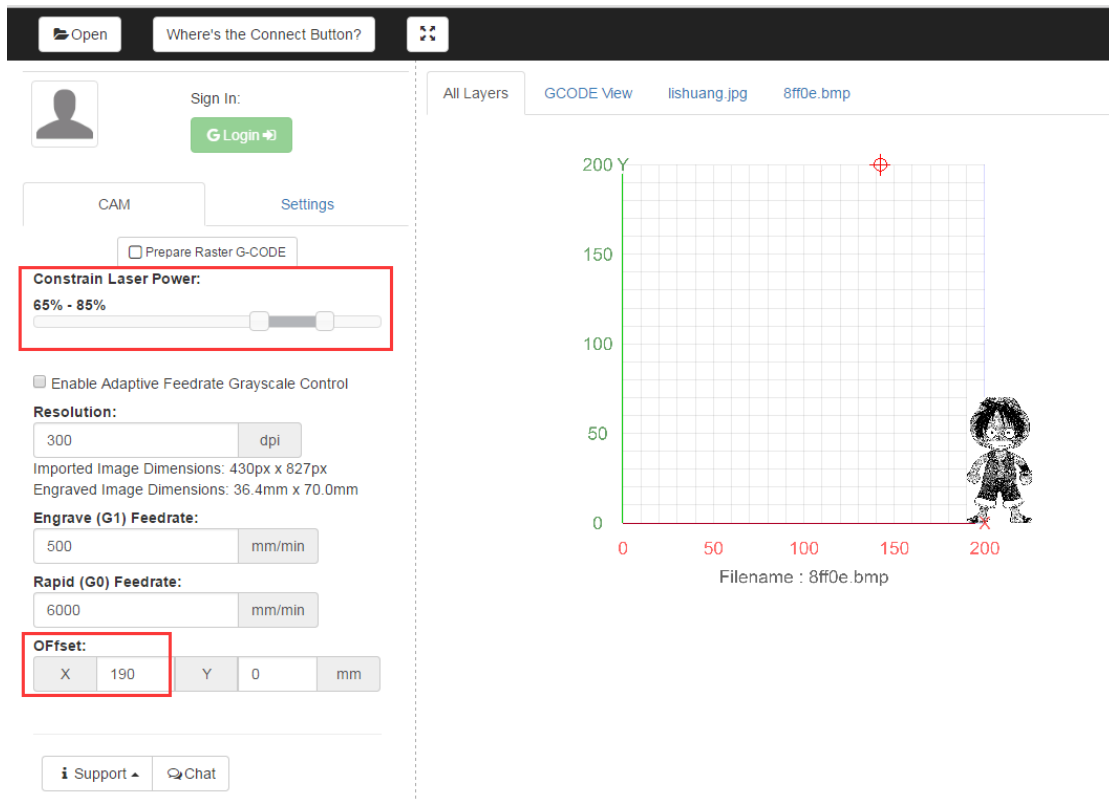 Open Where's the Connect Button?
Sign In:
G Login
CAM Settings
Prepare Raster G-CODE
Constrain Laser Power:
65% - 85%
Enable Adaptive Feedrate Grayscale Control
Resolution:
300 dpi
Imported Image Dimensions: 430px x 827px
Engraved Image Dimensions: 36.4mm x 70.0mm
Engrave (G1) Feedrate:
500 mm/min
Rapid (G0) Feedrate:
6000 mm/min
OFfset:
X 190 Y 0 mm
Support Chat
All Layers GCODE View lishuang.jpg 8ff0e.bmp
200 Y
150
100
50
0
X
0 50 100 150 200
Filename : 8ff0e.bmp